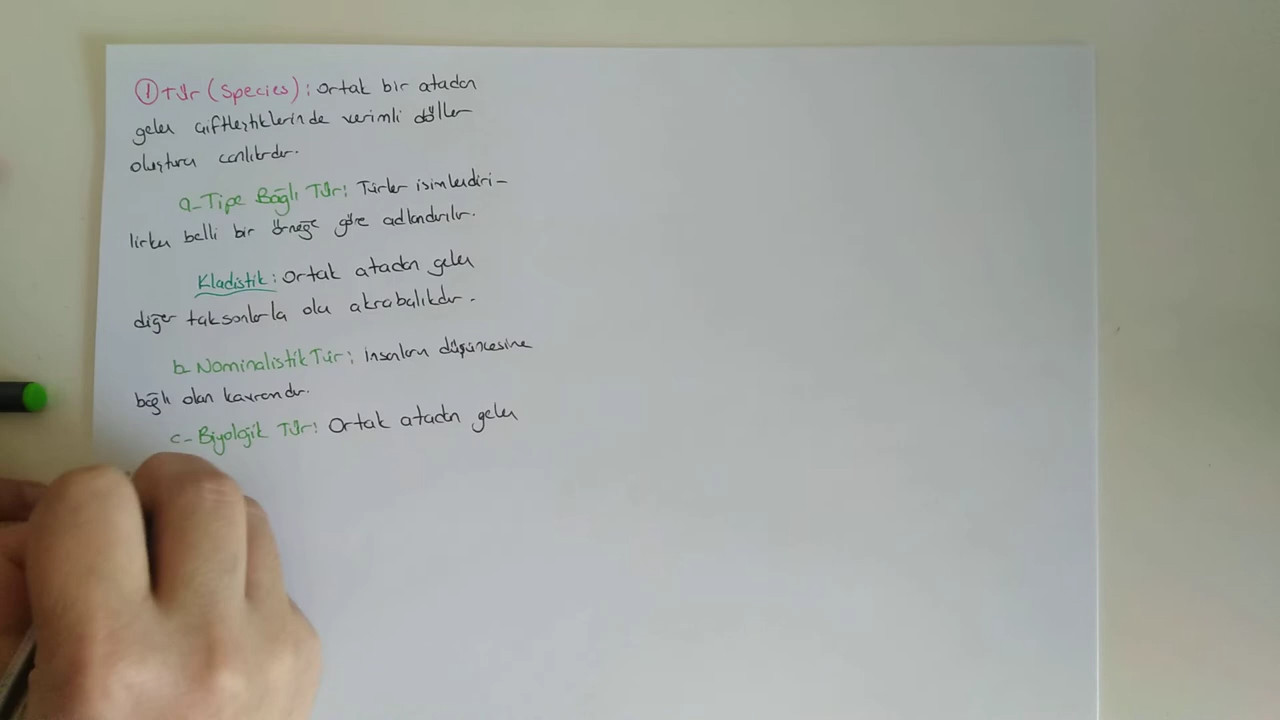 ① Tür (Species): Ortak bir atadan
gelen çiftleştiklerinde verimli döller
oluşturan canlılardır.
a- Tipe Bağlı Tür: Türler isimlendiri-
lirken belli bir örneğe göre adlandırılır.
Kladistik: Ortak atadan gelen
diğer taksonlarla olan akrabalıkdır.
b- Nominalistik Tür: İnsanların düşüncesine
bağlı olan kavramdır.
c- Biyolojik Tür: Ortak atadan gelen